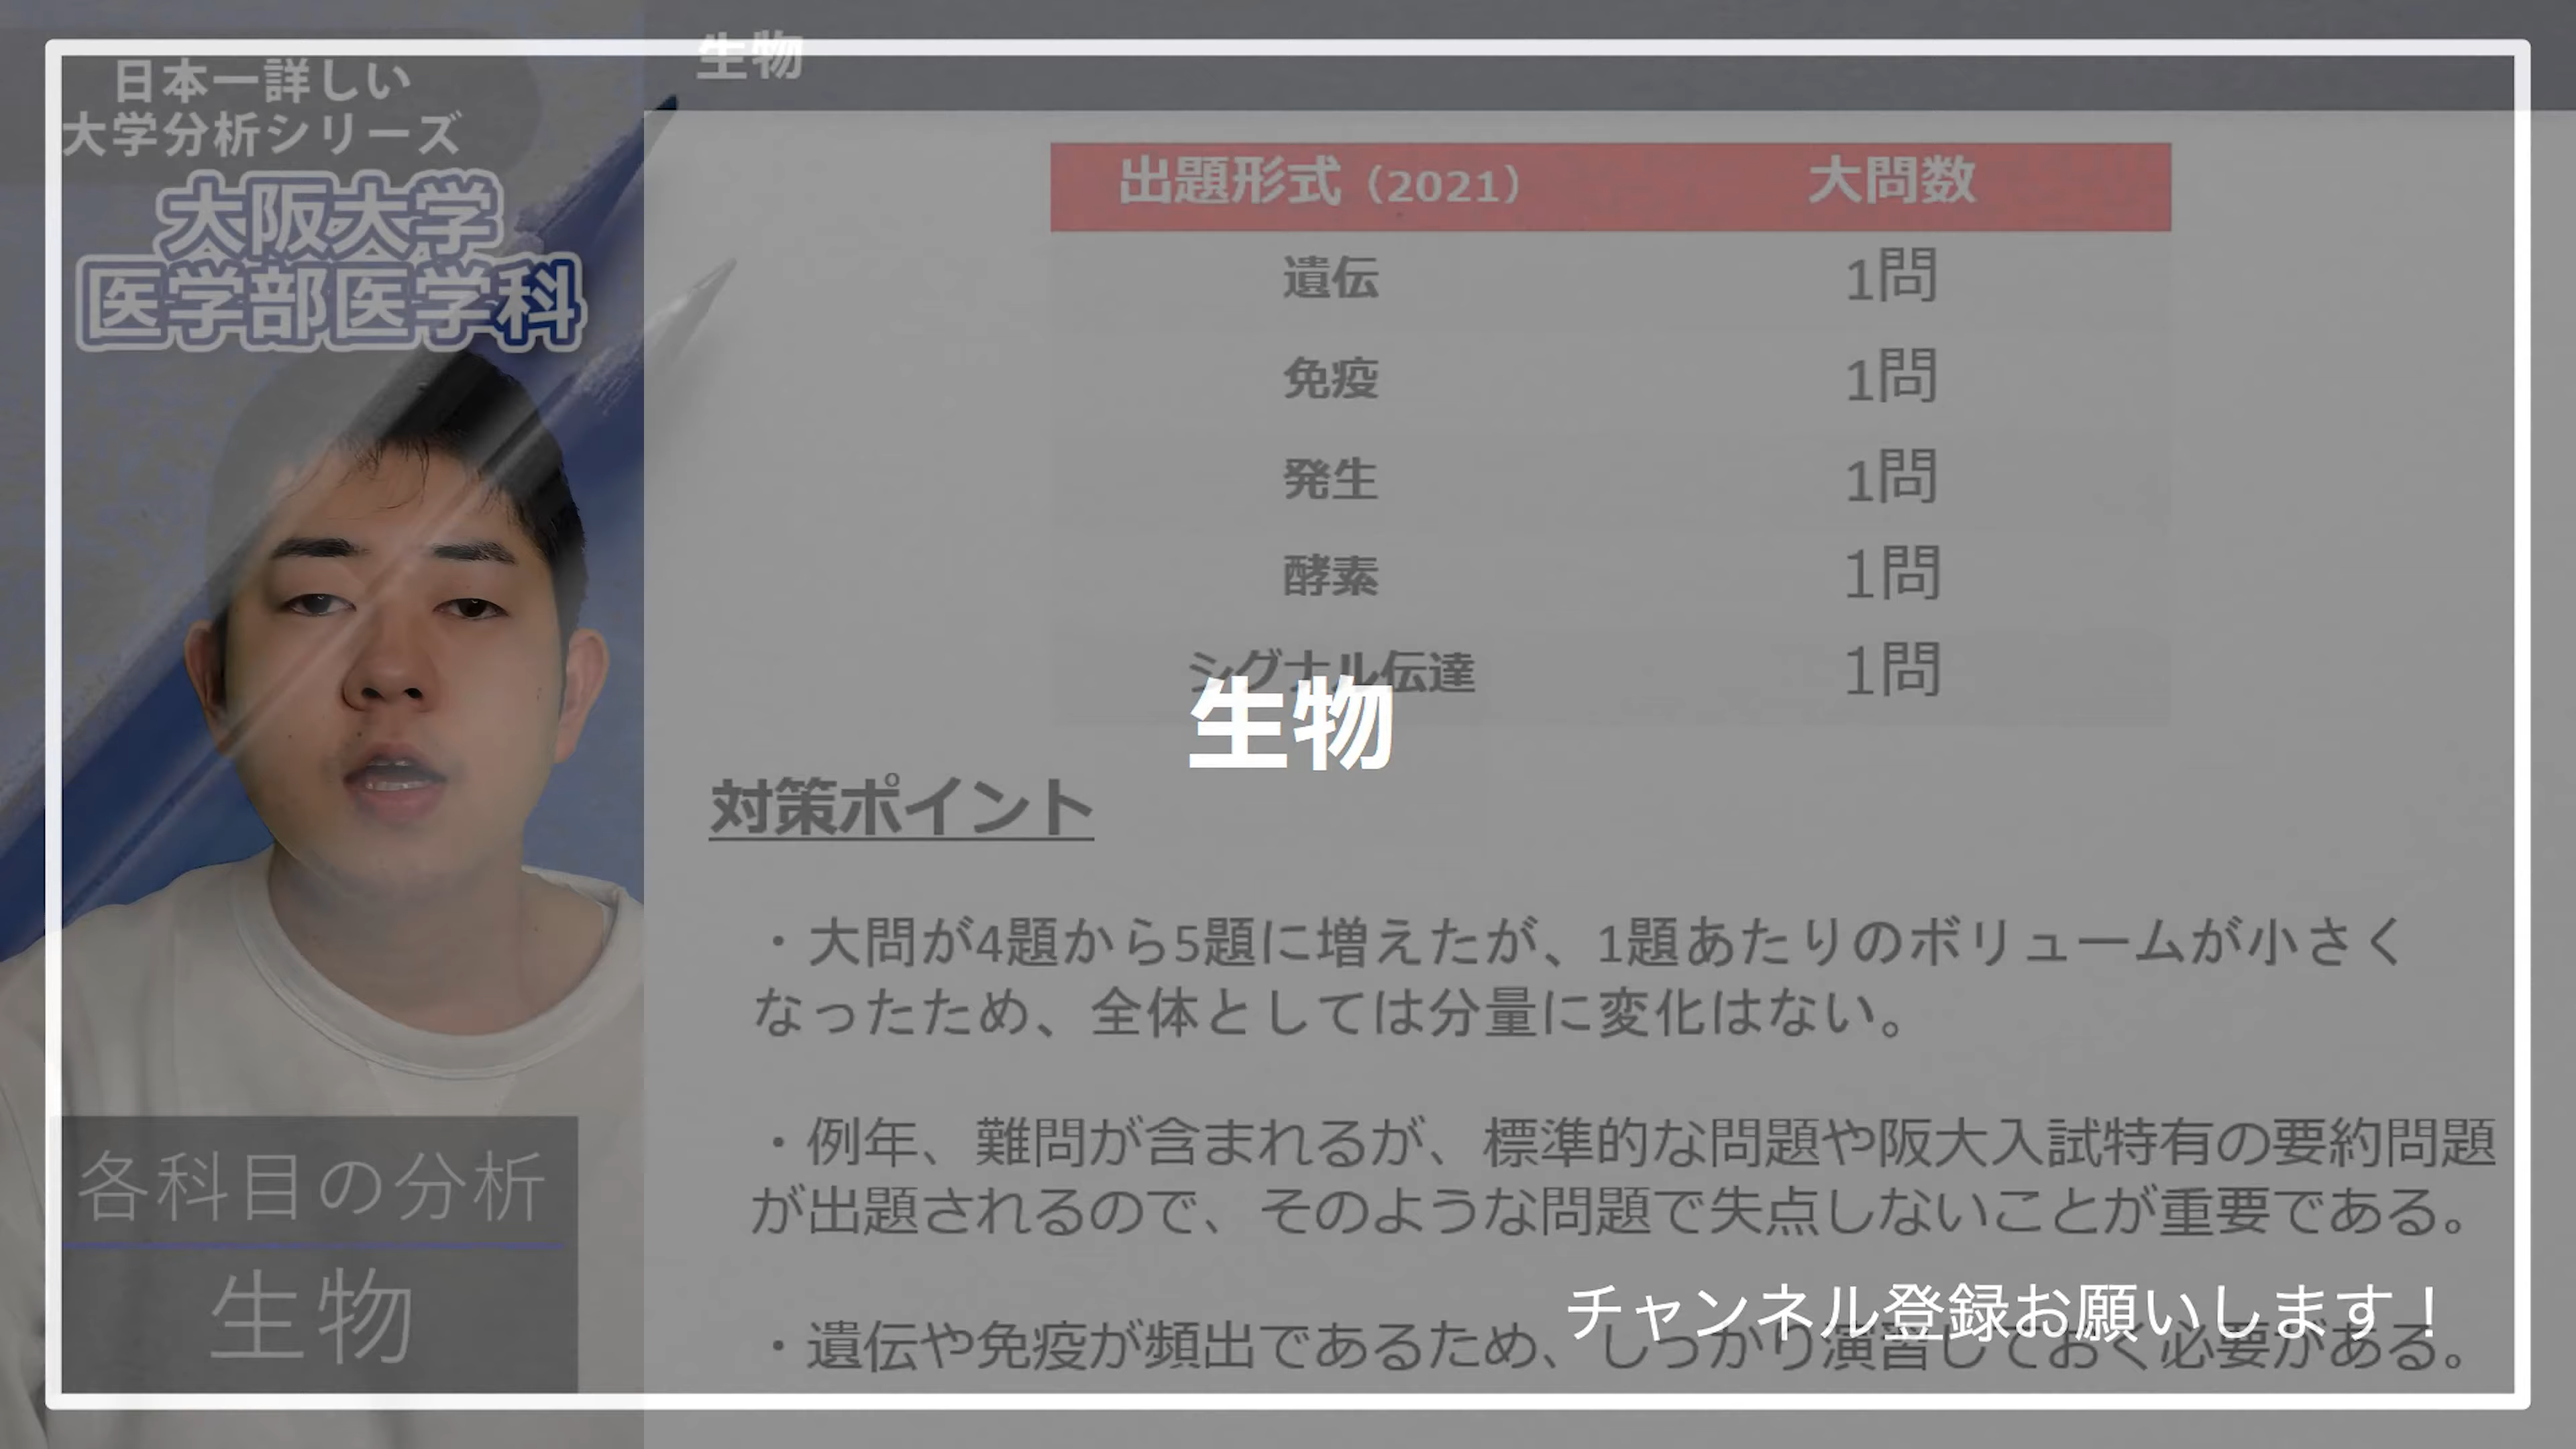 日本一詳しい
大学分析シリーズ
大阪大学
医学部医学科
各科目の分析
生物
生物
出題形式（2021） 大問数
遺伝 1問
免疫 1問
発生 1問
酵素 1問
シグナル伝達 1問
生物
対策ポイント
・大問が4題から5題に増えたが、1題あたりのボリュームが小さく
なったため、全体としては分量に変化はない。
・例年、難問が含まれるが、標準的な問題や阪大入試特有の要約問題
が出題されるので、そのような問題で失点しないことが重要である。
チャンネル登録お願いします！
・遺伝や免疫が頻出であるため、しっかり演習しておく必要がある。